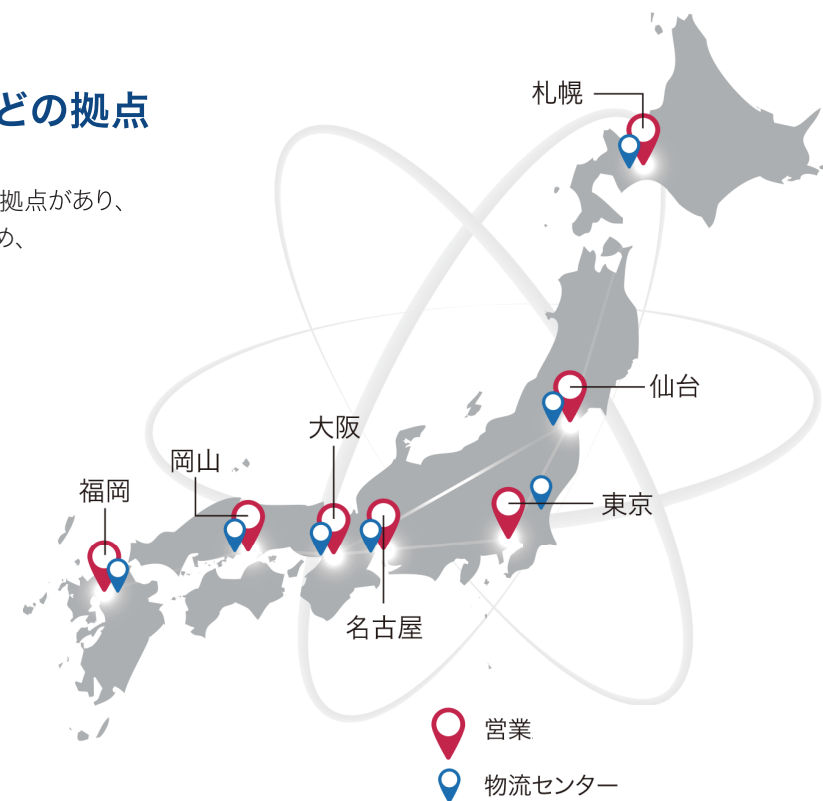 どの拠点
拠点があり、
め、
札幌
仙台
大阪
岡山
福岡
東京
名古屋
営業
物流センター